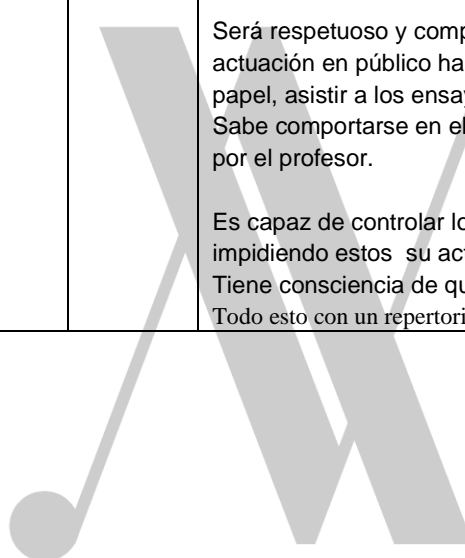 Será respetuoso y comp
actuación en público ha
papel, asistir a los ensay
Sabe comportarse en el
por el profesor.
Es capaz de controlar lo
impidiendo estos su act
Tiene consciencia de qu
Todo esto con un repertori